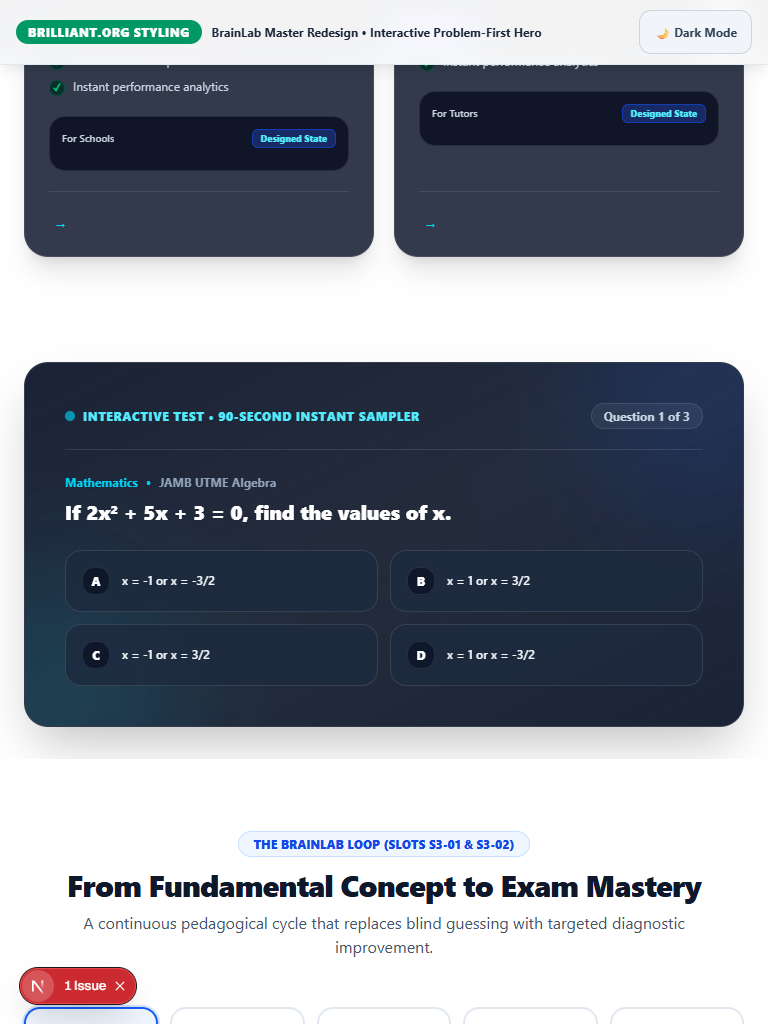 BRILLIANT.ORG STYLING BrainLab Master Redesign • Interactive Problem-First Hero 🌙 Dark Mode
Instant performance analytics
Instant performance analytics
For Schools Designed State
For Tutors Designed State
→
→
INTERACTIVE TEST • 90-SECOND INSTANT SAMPLER Question 1 of 3
Mathematics • JAMB UTME Algebra
If 2x² + 5x + 3 = 0, find the values of x.
A x = -1 or x = -3/2
B x = 1 or x = 3/2
C x = -1 or x = 3/2
D x = 1 or x = -3/2
THE BRAINLAB LOOP (SLOTS S3-01 & S3-02)
From Fundamental Concept to Exam Mastery
A continuous pedagogical cycle that replaces blind guessing with targeted diagnostic
improvement.
N 1 Issue ×